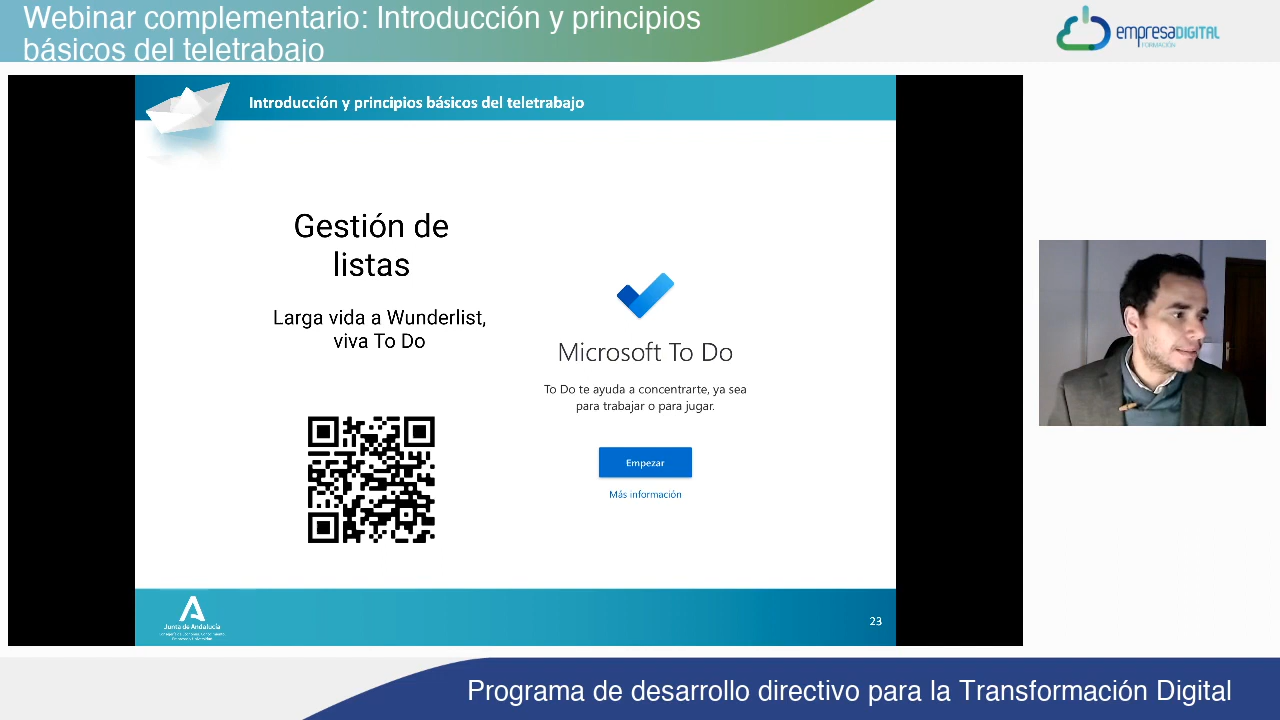 Webinar complementario: Introducción y principios
básicos del teletrabajo
empresaDIGITAL
FORMACIÓN
Introducción y principios básicos del teletrabajo
Gestión de
listas
Larga vida a Wunderlist,
viva To Do
Microsoft To Do
To Do te ayuda a concentrarte, ya sea
para trabajar o para jugar.
Empezar
Más información
Junta de Andalucía
23
Programa de desarrollo directivo para la Transformación Digital